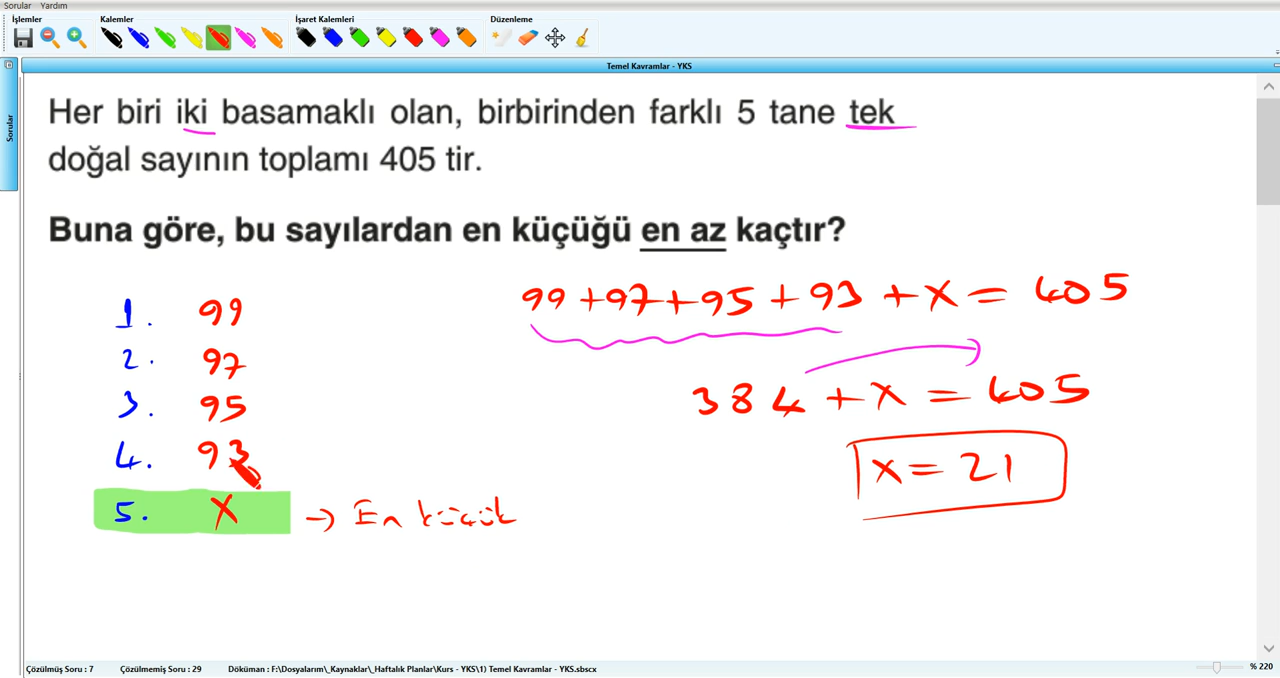 Sorular Yardım
İşlemler Kalemler İşaret Kalemleri Düzenleme
Temel Kavramlar - YKS
Sorular
Her biri iki basamaklı olan, birbirinden farklı 5 tane tek
doğal sayının toplamı 405 tir.
Buna göre, bu sayılardan en küçüğü en az kaçtır?
1. 99
2. 97
3. 95
4. 93
5. X → En küçük
99+97+95+93+x=405
384+x=405
x=21
Çözülmüş Soru : 7 Çözülmemiş Soru : 29 Döküman : F:\Dosyalarım\_Kaynaklar\_Haftalık Planlar\Kurs - YKS\1) Temel Kavramlar - YKS.sbscx % 220